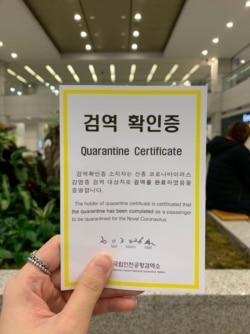 검역 확인증
Quarantine Certificate
검역확인증 소지자는 신종 코로나바이러스
감염증 검역 대상자로 검역을 완료하였음을
증명합니다.
The holder of quarantine certificate is certificated that
the quarantine has been completed as a passenger
to be quarantined for the Novel Coronavirus.
국립인천공항검역소